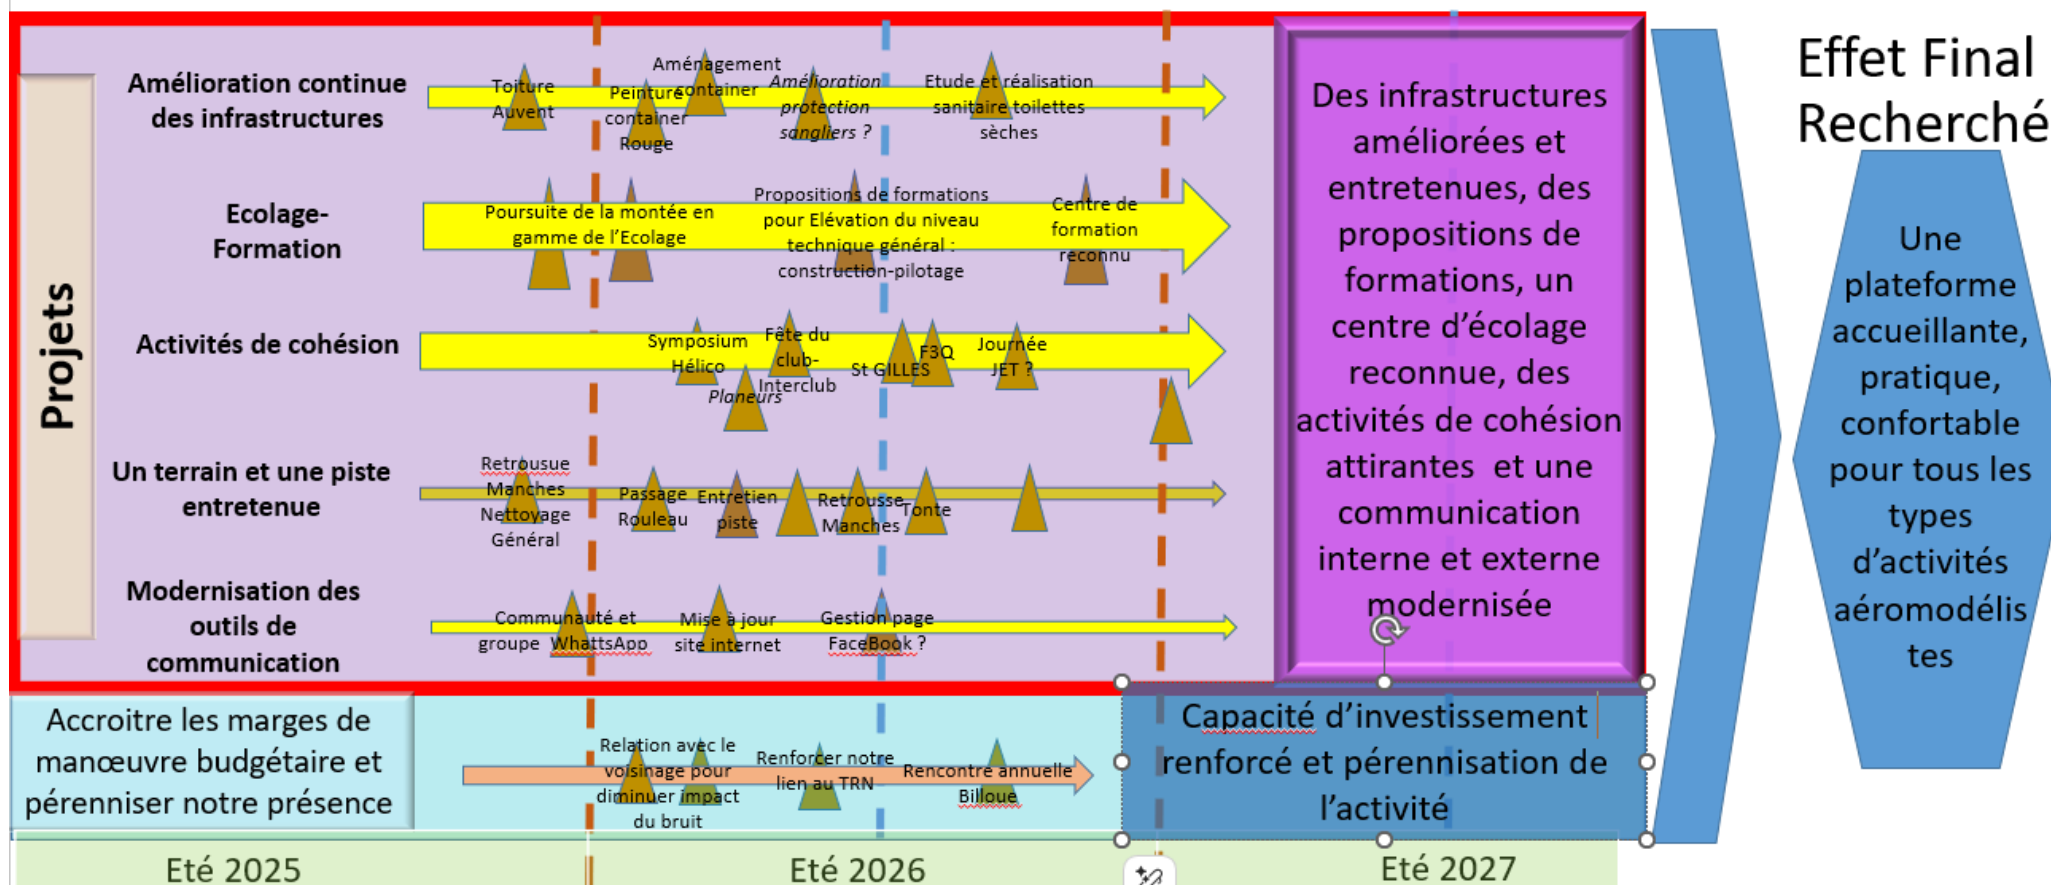 Effet Final
Recherché
Projets
Amélioration continue
des infrastructures
Toiture
Auvent
Peinture
container
Rouge
Aménagement
container
Amélioration
protection
sangliers ?
Etude et réalisation
sanitaire toilettes
sèches
Ecolage-
Formation
Poursuite de la montée en
gamme de l'Ecolage
Propositions de formations
pour Elévation du niveau
technique général :
construction-pilotage
Centre de
formation
reconnu
Activités de cohésion
Symposium
Hélico
Planeurs
Fête du
club-
Interclub
St GILLES
F3Q
Journée
JET ?
Un terrain et une piste
entretenue
Retrousue
Manches
Nettoyage
Général
Passage
Rouleau
Entretien
piste
Retrousse
Manches
Tonte
Modernisation des
outils de
communication
Communauté et
groupe WhattsApp
Mise à jour
site internet
Gestion page
FaceBook ?
Des infrastructures
améliorées et
entretenues, des
propositions de
formations, un
centre d'écolage
reconnue, des
activités de cohésion
attirantes et une
communication
interne et externe
modernisée
Une
plateforme
accueillante,
pratique,
confortable
pour tous les
types
d'activités
aéromodélis
tes
Accroitre les marges de
manœuvre budgétaire et
pérenniser notre présence
Relation avec le
voisinage pour
diminuer impact
du bruit
Renforcer notre
lien au TRN
Rencontre annuelle
Billoue
Capacité d'investissement
renforcé et pérennisation de
l'activité
Eté 2025
Eté 2026
Eté 2027